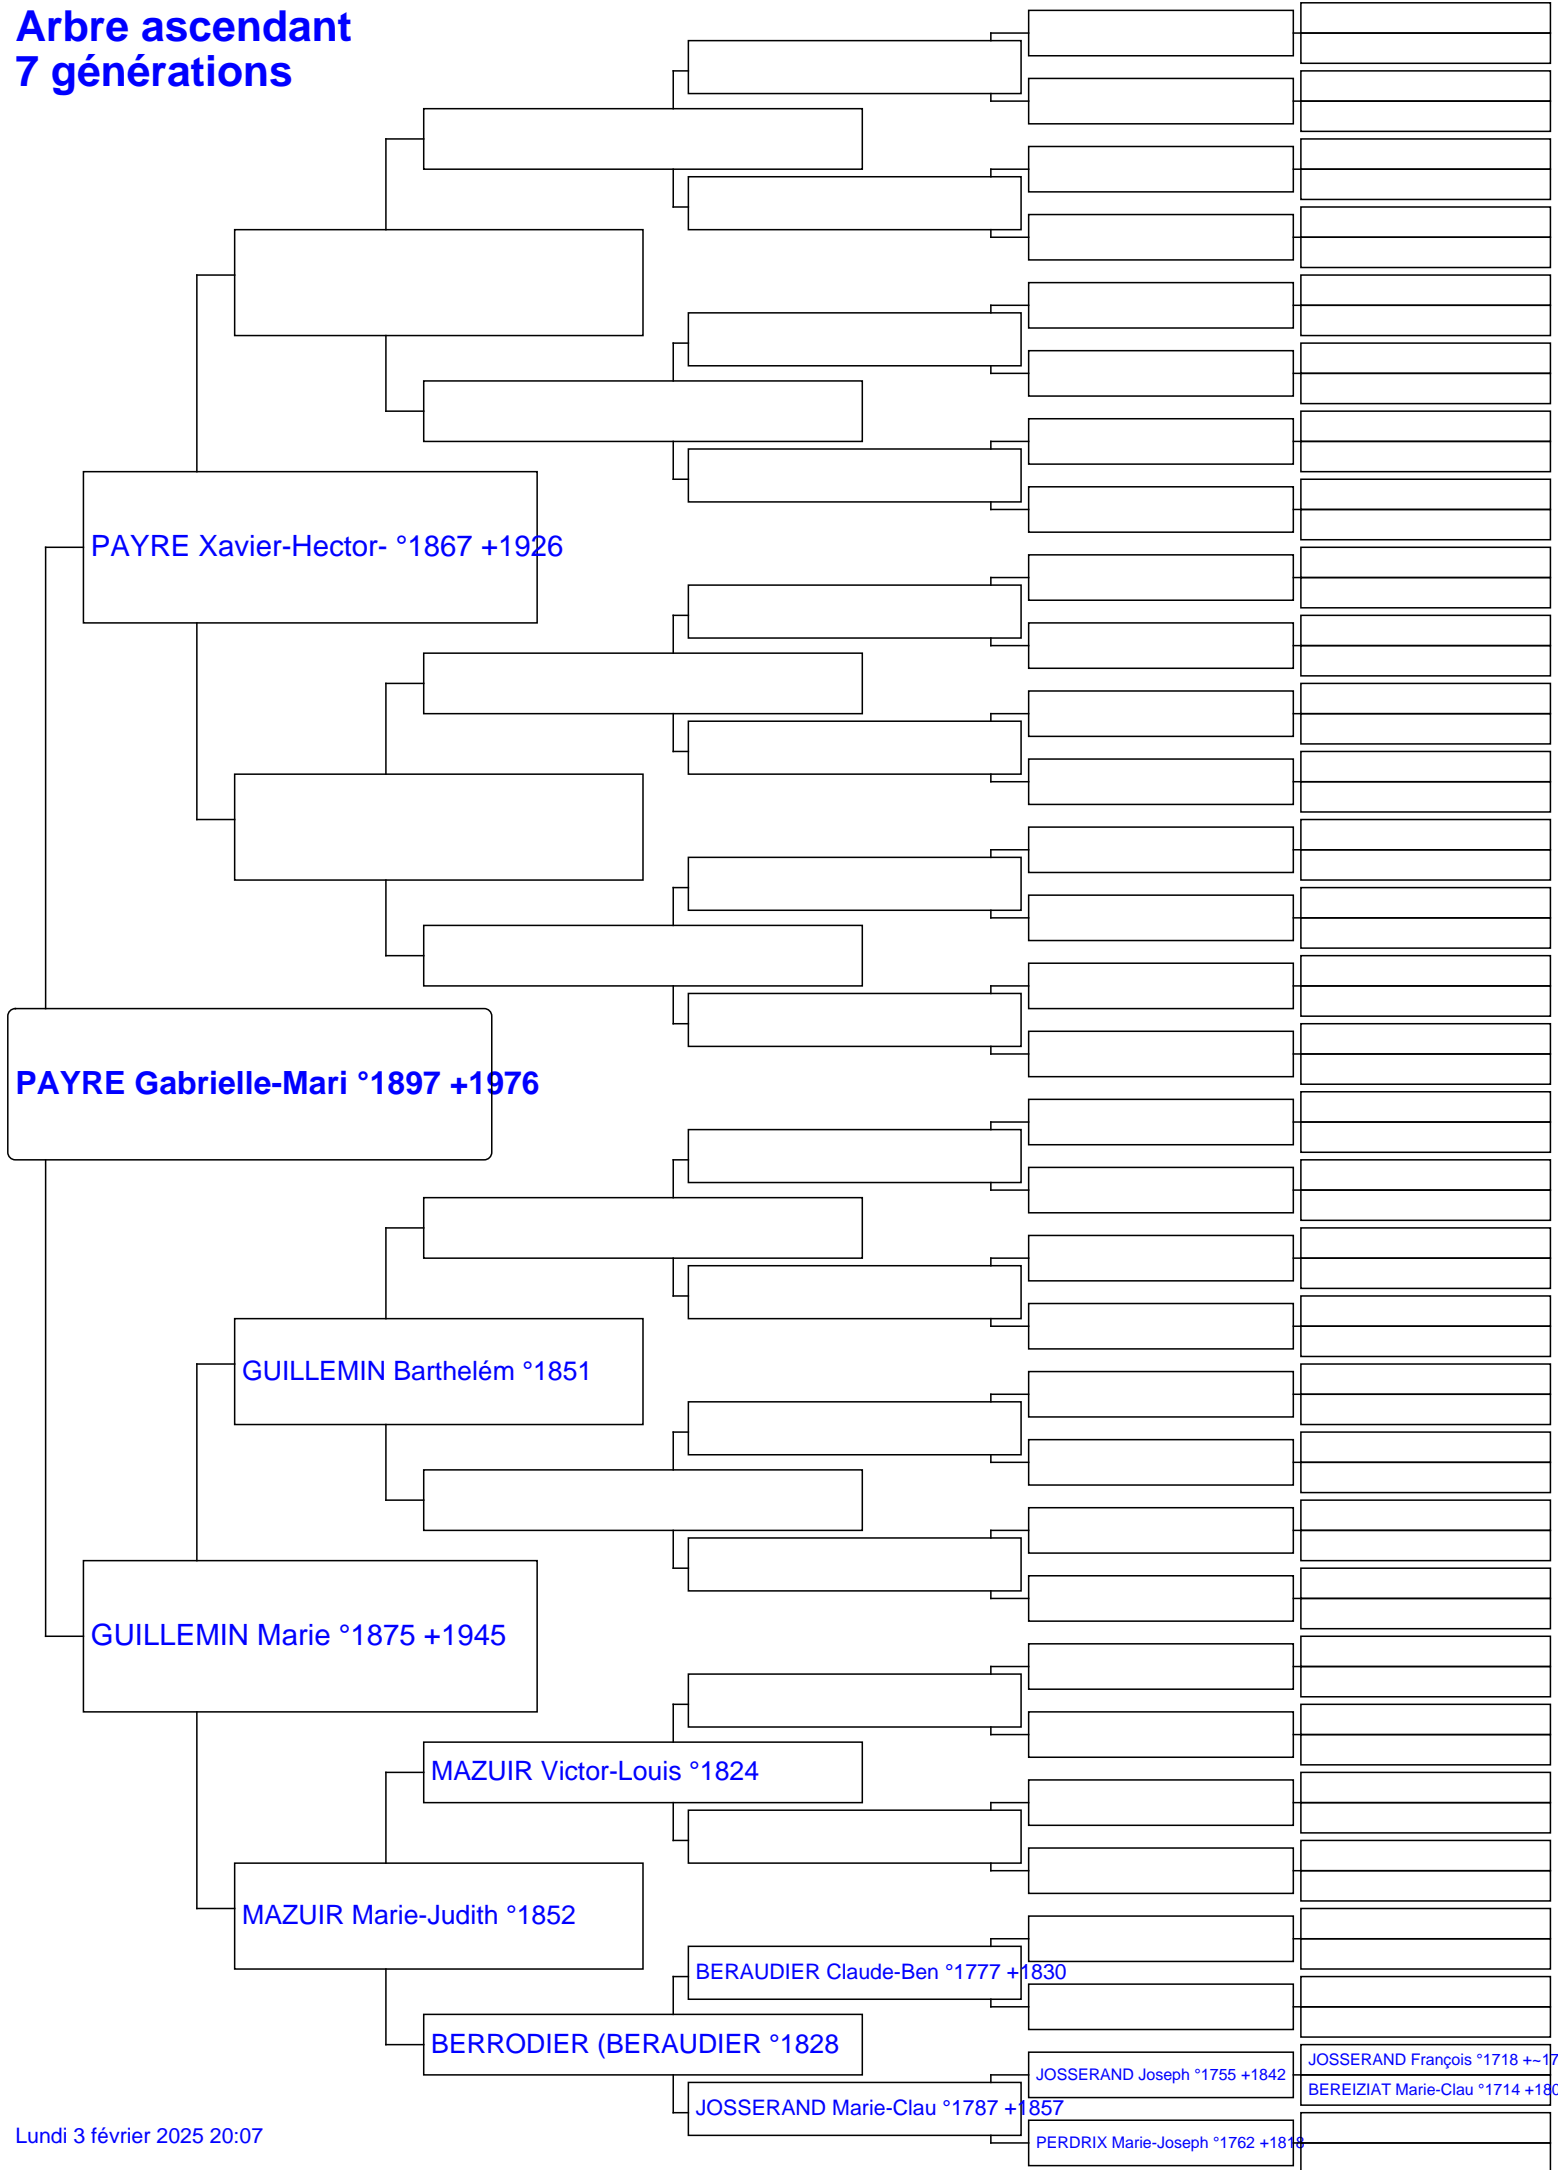 Arbre ascendant
7 générations
PAYRE Xavier-Hector- °1867 +1926
PAYRE Gabrielle-Mari °1897 +1976
GUILLEMIN Barthelém °1851
GUILLEMIN Marie °1875 +1945
MAZUIR Victor-Louis °1824
MAZUIR Marie-Judith °1852
BERAUDIER Claude-Ben °1777 +1830
BERRODIER (BERAUDIER °1828
JOSSERAND François °1718 +~17
JOSSERAND Joseph °1755 +1842
BEREIZIAT Marie-Clau °1714 +180
JOSSERAND Marie-Clau °1787 +1857
PERDRIX Marie-Joseph °1762 +1818
Lundi 3 février 2025 20:07